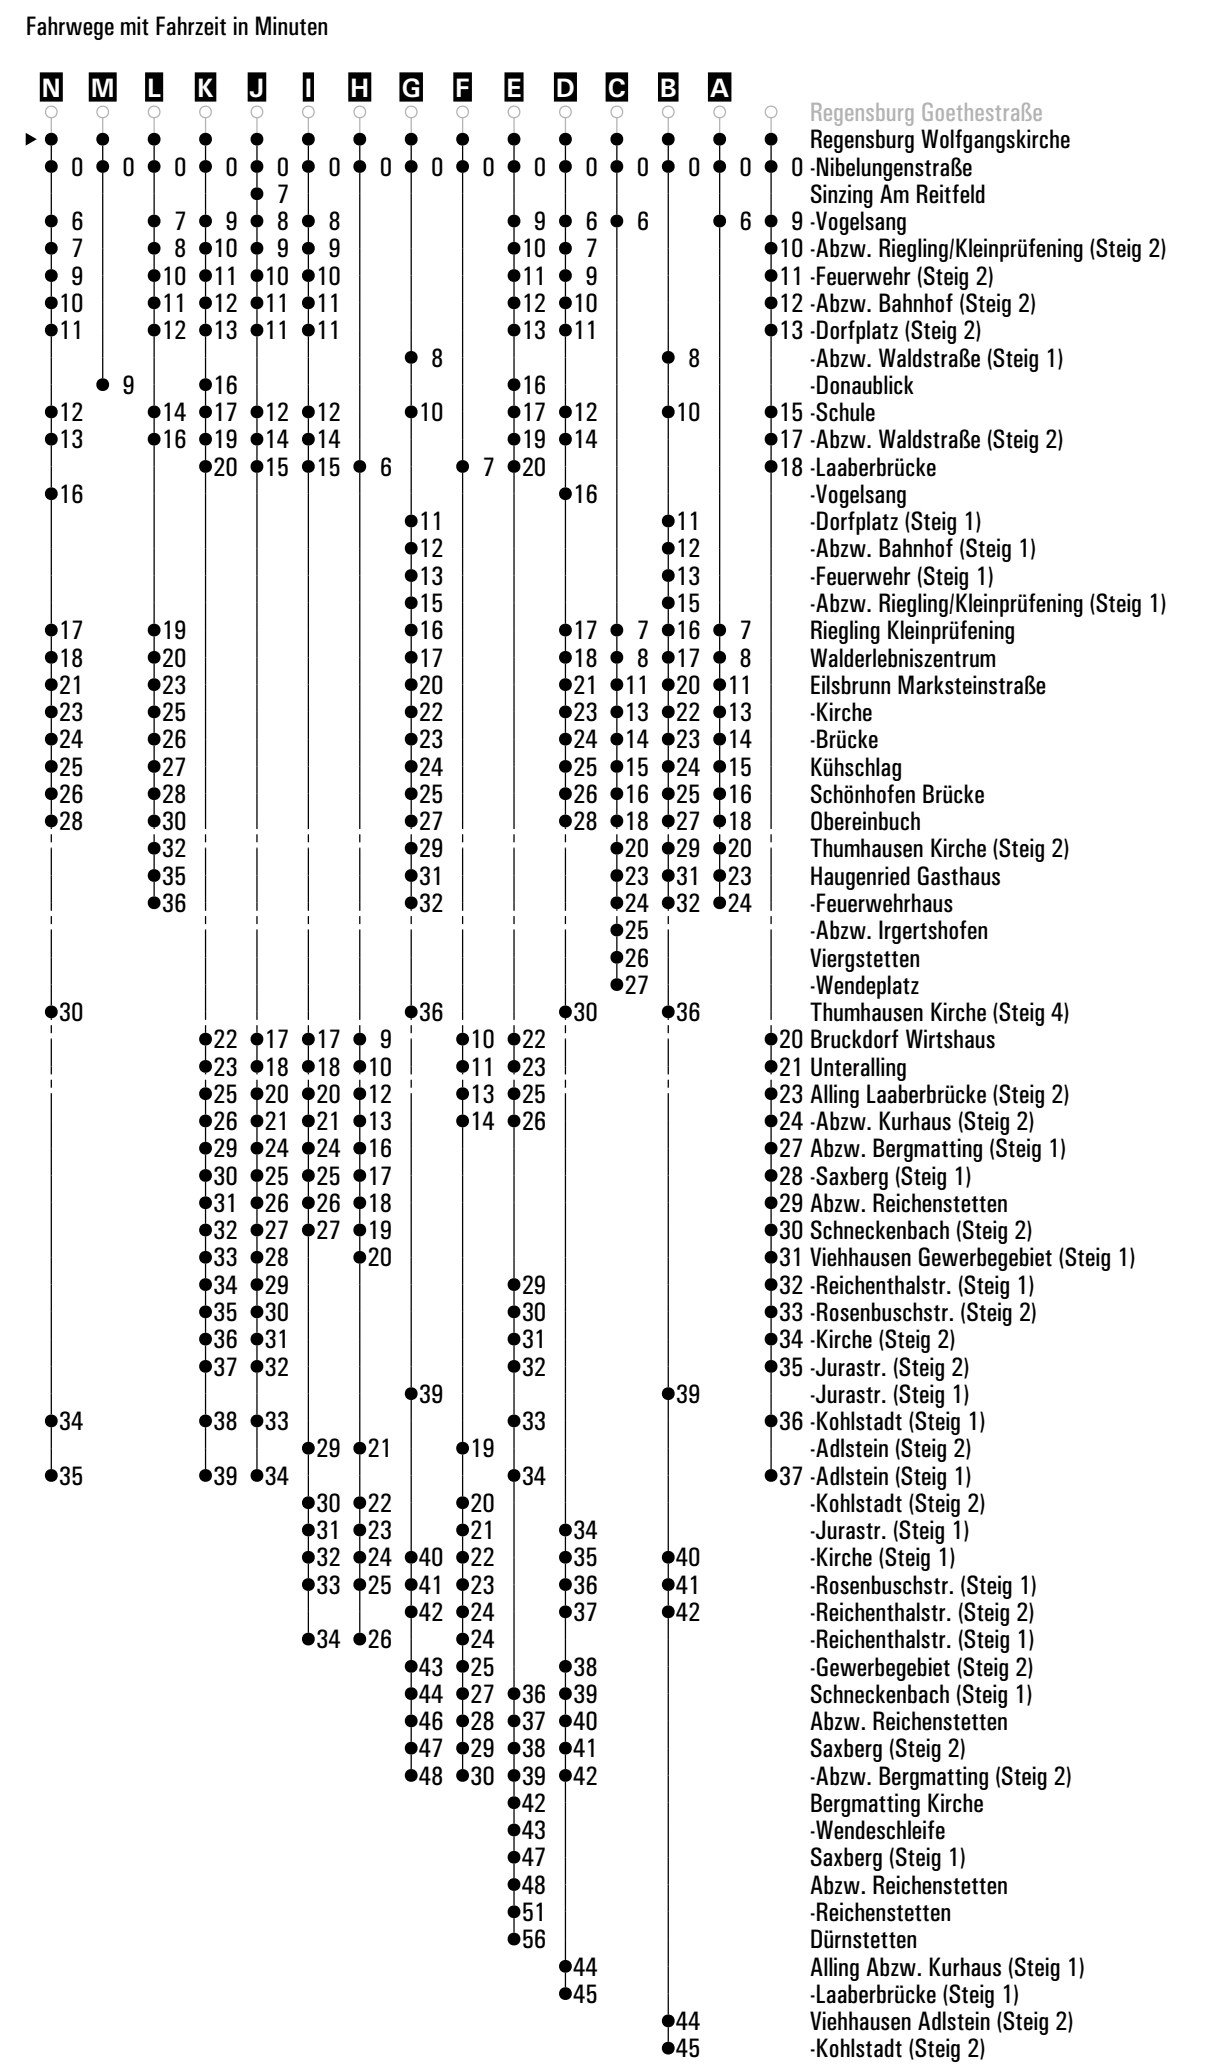 Fahrwege mit Fahrzeit in Minuten
N M L K J I H G F E D C B A
Regensburg Goethestraße
Regensburg Wolfgangskirche
0 0 0 0 0 0 0 0 0 0 0 0 0 0 0 -Nibelungenstraße
7 Sinzing Am Reitfeld
6 7 9 8 8 9 6 6 6 9 -Vogelsang
7 8 10 9 9 10 7 10 -Abzw. Riegling/Kleinprüfening (Steig 2)
9 10 11 10 10 11 9 11 -Feuerwehr (Steig 2)
10 11 12 11 11 12 10 12 -Abzw. Bahnhof (Steig 2)
11 12 13 11 11 13 11 13 -Dorfplatz (Steig 2)
8 8 -Abzw. Waldstraße (Steig 1)
9 16 16 -Donaublick
12 14 17 12 12 10 17 12 10 15 -Schule
13 16 19 14 14 19 14 17 -Abzw. Waldstraße (Steig 2)
20 15 15 6 7 20 18 -Laaberbrücke
16 16 -Vogelsang
11 11 -Dorfplatz (Steig 1)
12 12 -Abzw. Bahnhof (Steig 1)
13 13 -Feuerwehr (Steig 1)
15 15 -Abzw. Riegling/Kleinprüfening (Steig 1)
17 19 16 17 7 16 7 Riegling Kleinprüfening
18 20 17 18 8 17 8 Walderlebniszentrum
21 23 20 21 11 20 11 Eilsbrunn Marksteinstraße
23 25 22 23 13 22 13 -Kirche
24 26 23 24 14 23 14 -Brücke
25 27 24 25 15 24 15 Kühschlag
26 28 25 26 16 25 16 Schönhofen Brücke
28 30 27 28 18 27 18 Obereinbuch
32 29 20 29 20 Thumhausen Kirche (Steig 2)
35 31 23 31 23 Haugenried Gasthaus
36 32 24 32 24 -Feuerwehrhaus
25 -Abzw. Irgertshofen
26 Viergstetten
27 -Wendeplatz
30 36 30 36 Thumhausen Kirche (Steig 4)
22 17 17 9 10 22 20 Bruckdorf Wirtshaus
23 18 18 10 11 23 21 Unteralling
25 20 20 12 13 25 23 Alling Laaberbrücke (Steig 2)
26 21 21 13 14 26 24 -Abzw. Kurhaus (Steig 2)
29 24 24 16 27 Abzw. Bergmatting (Steig 1)
30 25 25 17 28 -Saxberg (Steig 1)
31 26 26 18 29 Abzw. Reichenstetten
32 27 27 19 30 Schneckenbach (Steig 2)
33 28 20 31 Viehhausen Gewerbegebiet (Steig 1)
34 29 29 32 -Reichenthalstr. (Steig 1)
35 30 30 33 -Rosenbuschstr. (Steig 2)
36 31 31 34 -Kirche (Steig 2)
37 32 32 35 -Jurastr. (Steig 2)
39 39 -Jurastr. (Steig 1)
34 38 33 33 36 -Kohlstadt (Steig 1)
29 21 19 -Adlstein (Steig 2)
35 39 34 34 37 -Adlstein (Steig 1)
30 22 20 -Kohlstadt (Steig 2)
31 23 21 34 -Jurastr. (Steig 1)
32 24 40 22 35 40 -Kirche (Steig 1)
33 25 41 23 36 41 -Rosenbuschstr. (Steig 1)
42 24 37 42 -Reichenthalstr. (Steig 2)
34 26 24 -Reichenthalstr. (Steig 1)
43 25 38 -Gewerbegebiet (Steig 2)
44 27 36 39 Schneckenbach (Steig 1)
46 28 37 40 Abzw. Reichenstetten
47 29 38 41 Saxberg (Steig 2)
48 30 39 42 -Abzw. Bergmatting (Steig 2)
42 Bergmatting Kirche
43 -Wendeschleife
47 Saxberg (Steig 1)
48 Abzw. Reichenstetten
51 -Reichenstetten
56 Dürnstetten
44 Alling Abzw. Kurhaus (Steig 1)
45 -Laaberbrücke (Steig 1)
44 Viehhausen Adlstein (Steig 2)
45 -Kohlstadt (Steig 2)